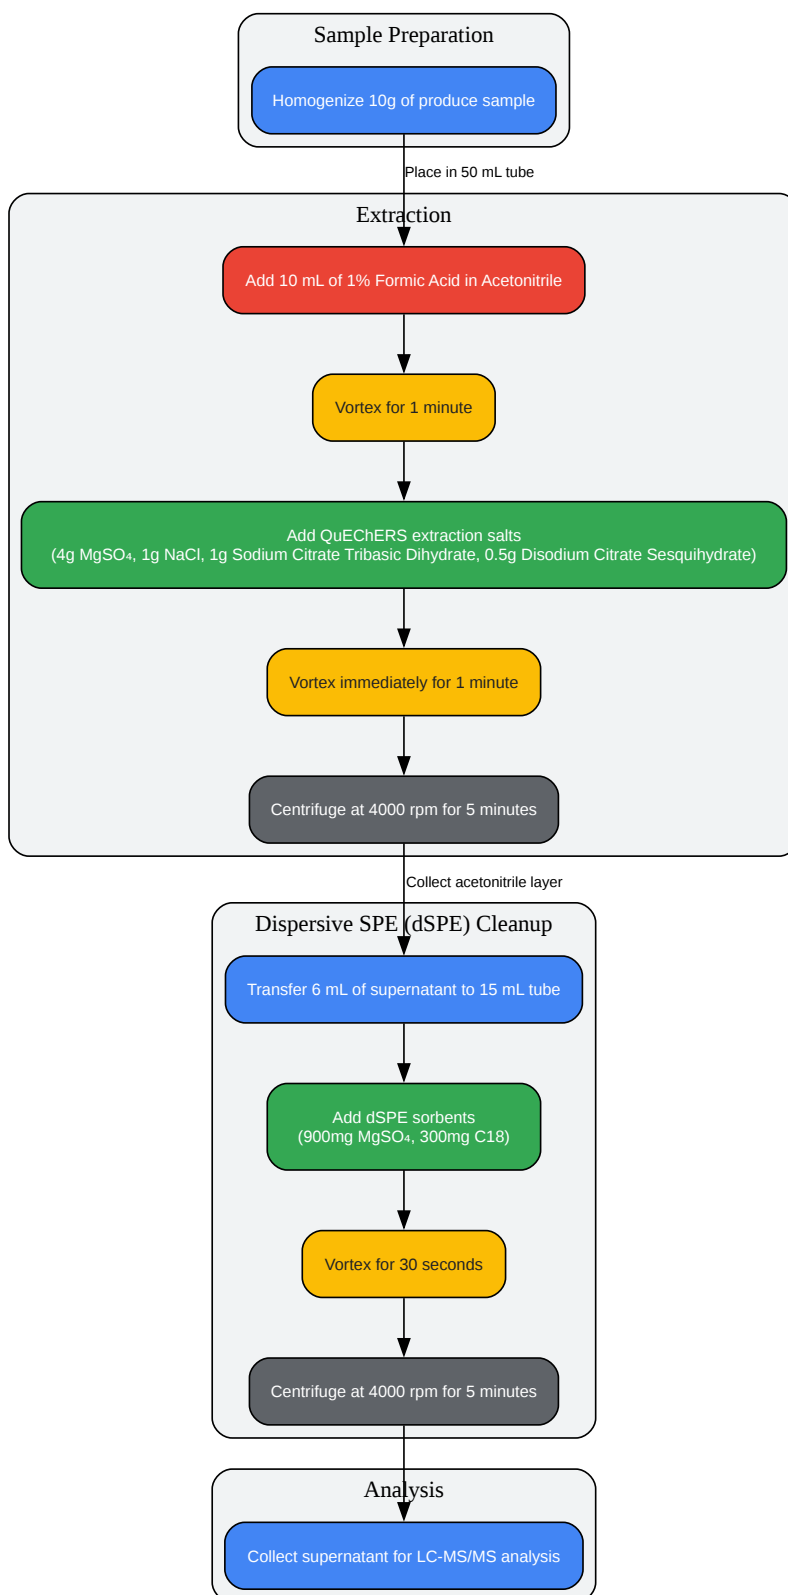 Sample Preparation
Homogenize 10g of produce sample
Place in 50 mL tube
Extraction
Add 10 mL of 1% Formic Acid in Acetonitrile
Vortex for 1 minute
Add QuEChERS extraction salts
(4g MgSO₄, 1g NaCl, 1g Sodium Citrate Tribasic Dihydrate, 0.5g Disodium Citrate Sesquihydrate)
Vortex immediately for 1 minute
Centrifuge at 4000 rpm for 5 minutes
Collect acetonitrile layer
Dispersive SPE (dSPE) Cleanup
Transfer 6 mL of supernatant to 15 mL tube
Add dSPE sorbents
(900mg MgSO₄, 300mg C18)
Vortex for 30 seconds
Centrifuge at 4000 rpm for 5 minutes
Analysis
Collect supernatant for LC-MS/MS analysis